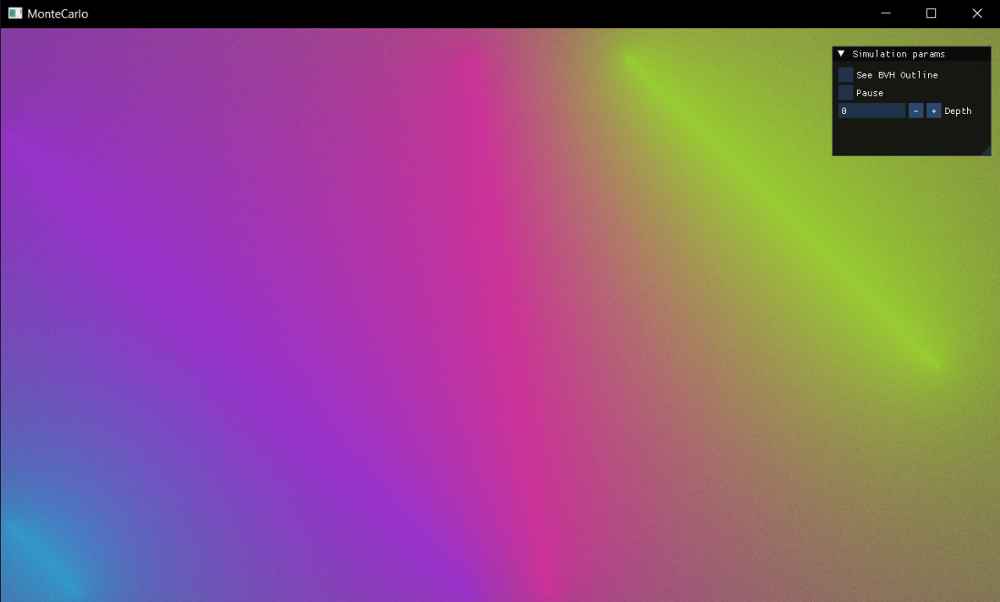 MonteCarlo
Simulation params
See BVH Outline
Pause
0 - + Depth